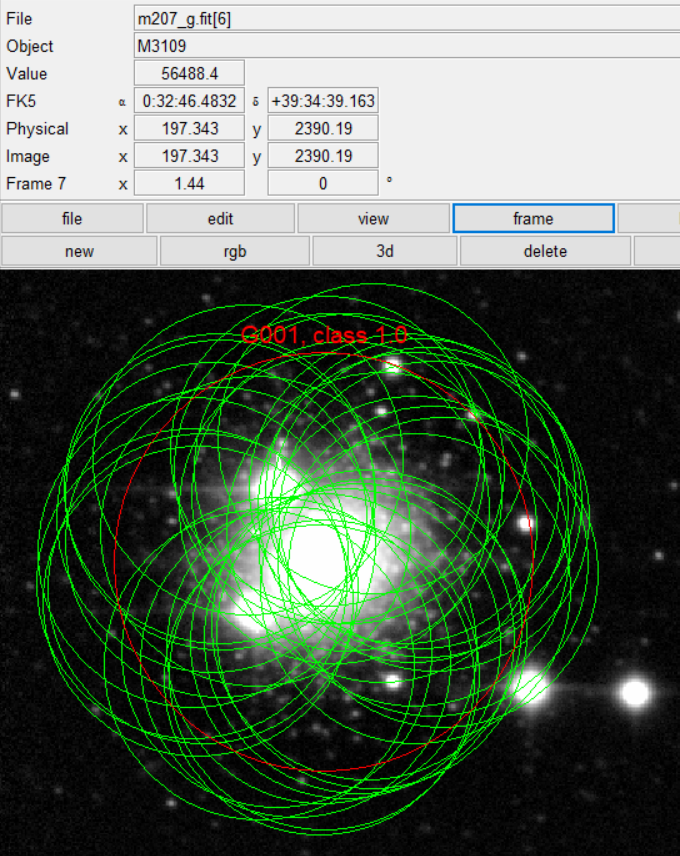 File m207_g.fit[6]
Object M3109
Value 56488.4
FK5 α 0:32:46.4832 δ +39:34:39.163
Physical x 197.343 y 2390.19
Image x 197.343 y 2390.19
Frame 7 x 1.44 0 °
file edit view frame
new rgb 3d delete
G001, class 1.0